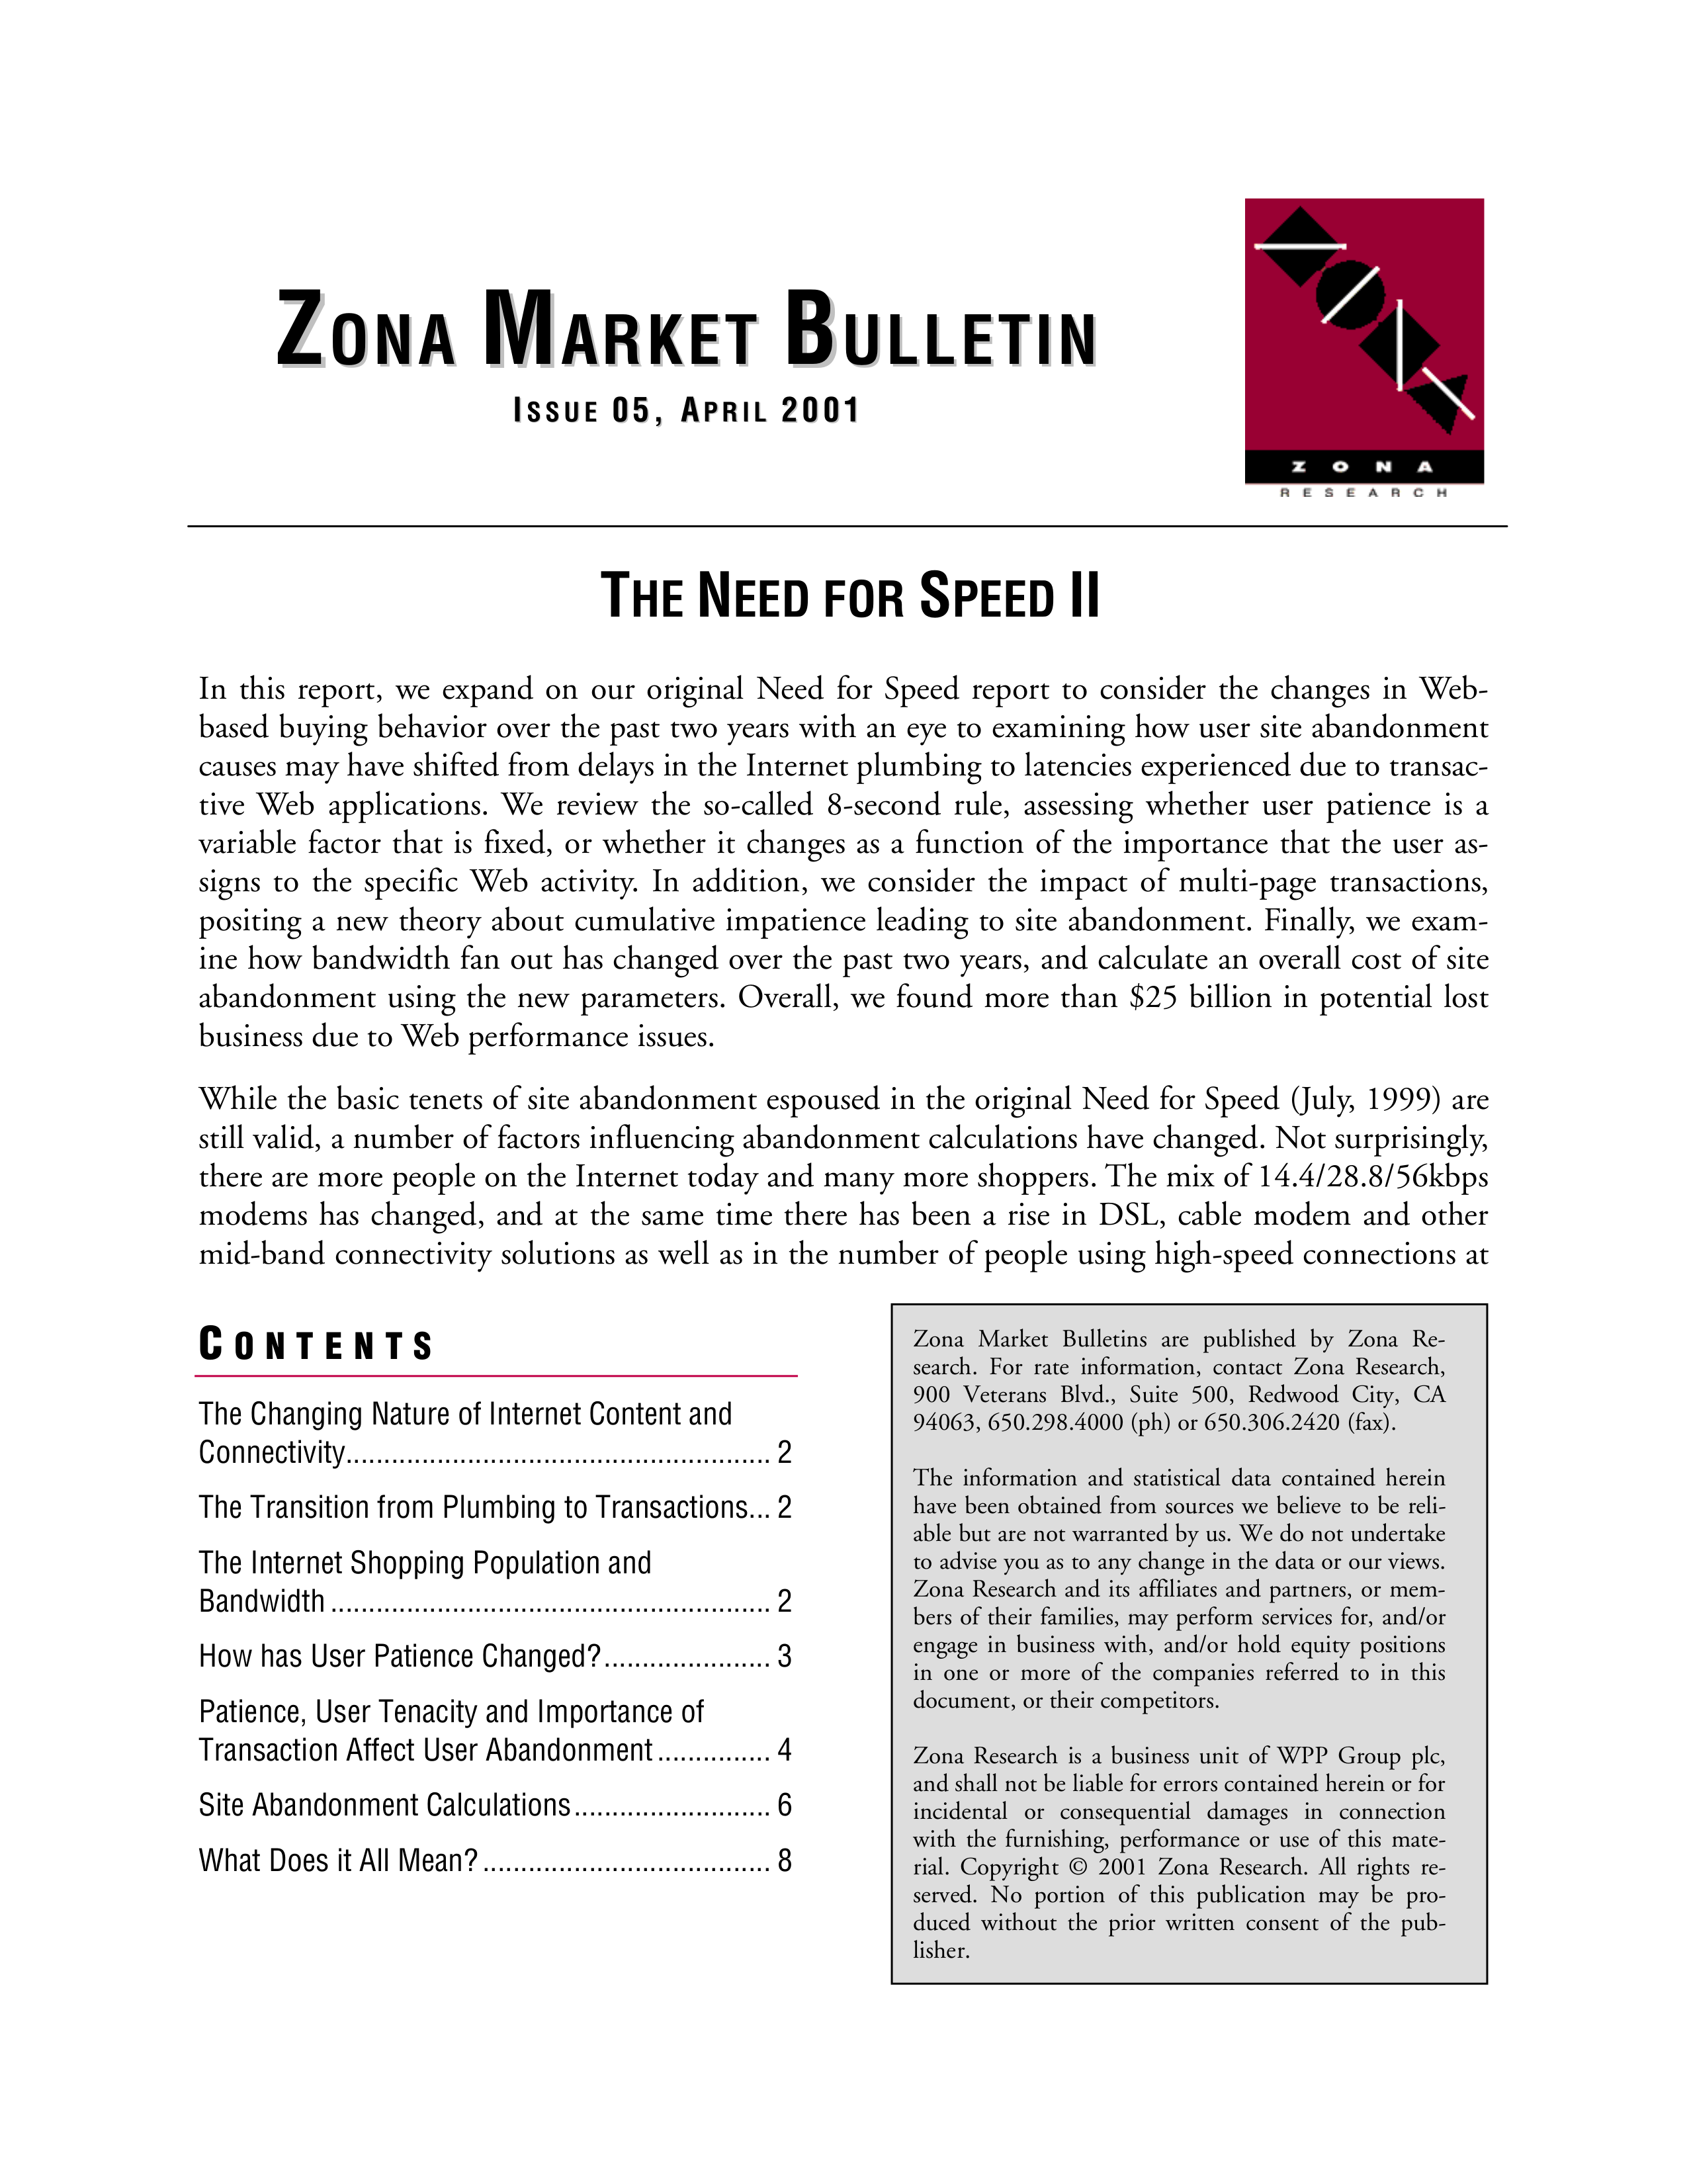 ZONA MARKET BULLETIN
ISSUE 05, APRIL 2001
ZONA
RESEARCH
THE NEED FOR SPEED II
In this report, we expand on our original Need for Speed report to consider the changes in Web-
based buying behavior over the past two years with an eye to examining how user site abandonment
causes may have shifted from delays in the Internet plumbing to latencies experienced due to transac-
tive Web applications. We review the so-called 8-second rule, assessing whether user patience is a
variable factor that is fixed, or whether it changes as a function of the importance that the user as-
signs to the specific Web activity. In addition, we consider the impact of multi-page transactions,
positing a new theory about cumulative impatience leading to site abandonment. Finally, we exam-
ine how bandwidth fan out has changed over the past two years, and calculate an overall cost of site
abandonment using the new parameters. Overall, we found more than $25 billion in potential lost
business due to Web performance issues.
While the basic tenets of site abandonment espoused in the original Need for Speed (July, 1999) are
still valid, a number of factors influencing abandonment calculations have changed. Not surprisingly,
there are more people on the Internet today and many more shoppers. The mix of 14.4/28.8/56kbps
modems has changed, and at the same time there has been a rise in DSL, cable modem and other
mid-band connectivity solutions as well as in the number of people using high-speed connections at
CONTENTS
The Changing Nature of Internet Content and
Connectivity........................................................ 2
The Transition from Plumbing to Transactions... 2
The Internet Shopping Population and
Bandwidth .......................................................... 2
How has User Patience Changed?...................... 3
Patience, User Tenacity and Importance of
Transaction Affect User Abandonment ............... 4
Site Abandonment Calculations.......................... 6
What Does it All Mean?...................................... 8
Zona Market Bulletins are published by Zona Re-
search. For rate information, contact Zona Research,
900 Veterans Blvd., Suite 500, Redwood City, CA
94063, 650.298.4000 (ph) or 650.306.2420 (fax).
The information and statistical data contained herein
have been obtained from sources we believe to be reli-
able but are not warranted by us. We do not undertake
to advise you as to any change in the data or our views.
Zona Research and its affiliates and partners, or mem-
bers of their families, may perform services for, and/or
engage in business with, and/or hold equity positions
in one or more of the companies referred to in this
document, or their competitors.
Zona Research is a business unit of WPP Group plc,
and shall not be liable for errors contained herein or for
incidental or consequential damages in connection
with the furnishing, performance or use of this mate-
rial. Copyright © 2001 Zona Research. All rights re-
served. No portion of this publication may be pro-
duced without the prior written consent of the pub-
lisher.